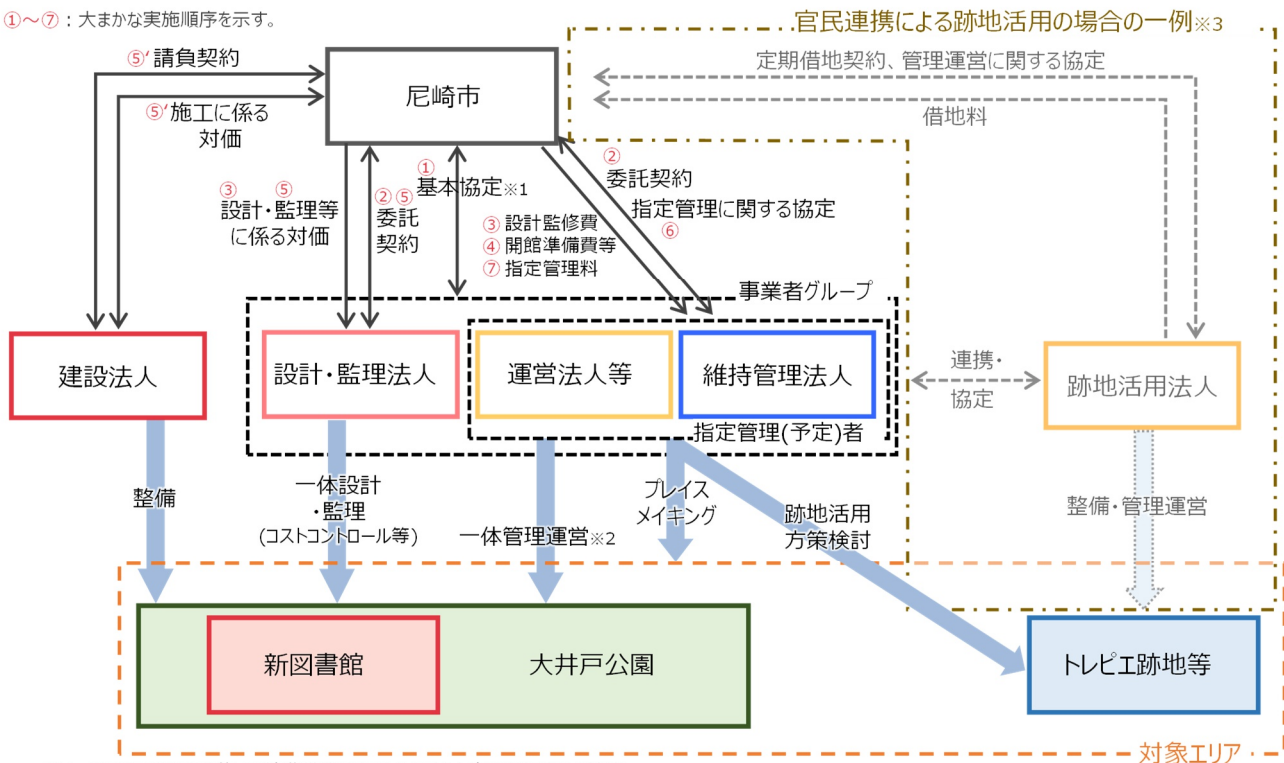 ①～⑦：大まかな実施順序を示す。
官民連携による跡地活用の場合の一例※3
⑤‘請負契約
⑤‘施工に係る
対価
尼崎市
定期借地契約、管理運営に関する協定
借地料
③ ⑤
設計・監理等
に係る対価
②⑤
委託
契約
①
基本協定※1
②
委託契約
指定管理に関する協定
⑥
③ 設計監修費
④ 開館準備費等
⑦ 指定管理料
事業者グループ
建設法人
設計・監理法人
運営法人等
維持管理法人
指定管理(予定)者
連携・
協定
跡地活用法人
整備
一体設計
・監理
(コストコントロール等)
一体管理運営※2
プレイス
メイキング
跡地活用
方策検討
整備・管理運営
新図書館
大井戸公園
トレピエ跡地等
対象エリア